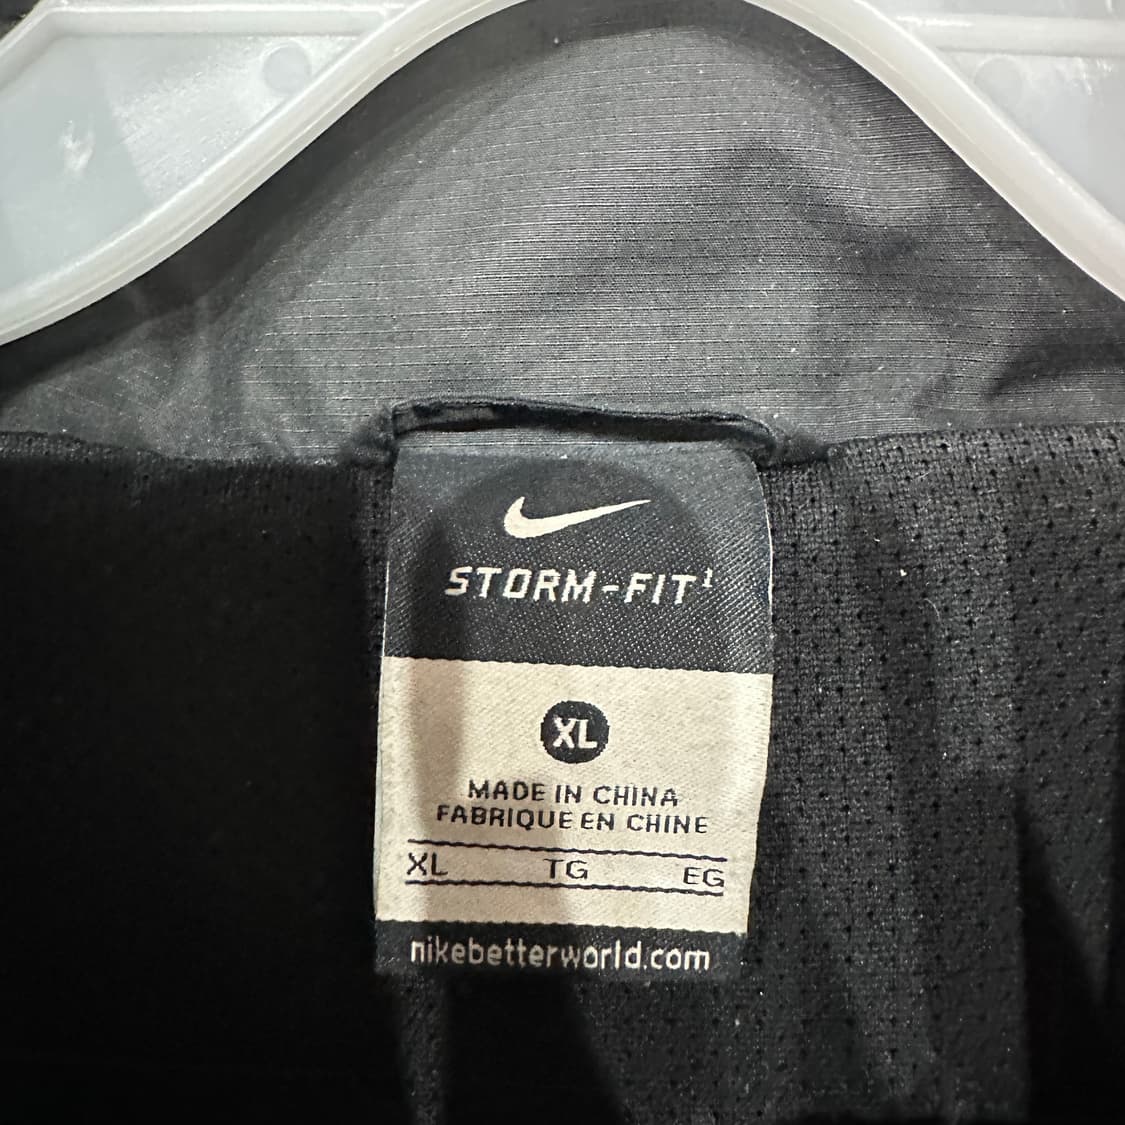 STORM-FIT¹
XL
MADE IN CHINA
FABRIQUE EN CHINE
XL TG EG
nikebetterworld.com